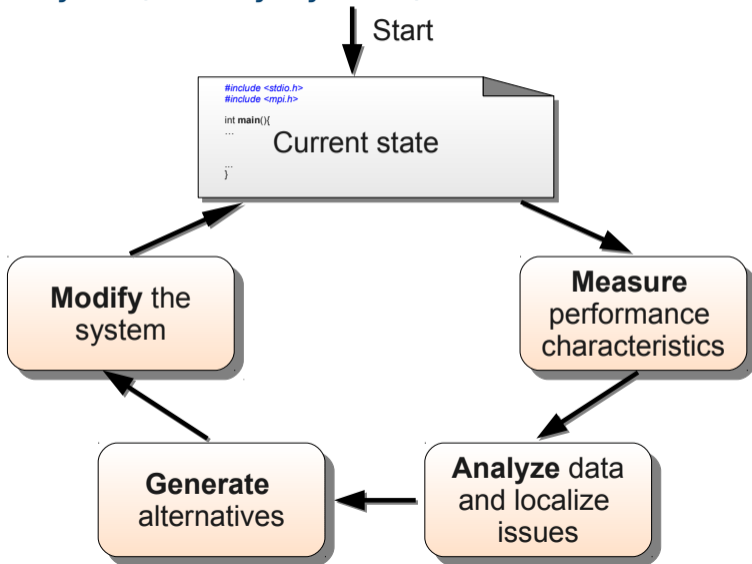 Start
#include <stdio.h>
#include <mpi.h>
int main(){
...
Current state
...
}
Measure
performance
characteristics
Analyze data
and localize
issues
Generate
alternatives
Modify the
system